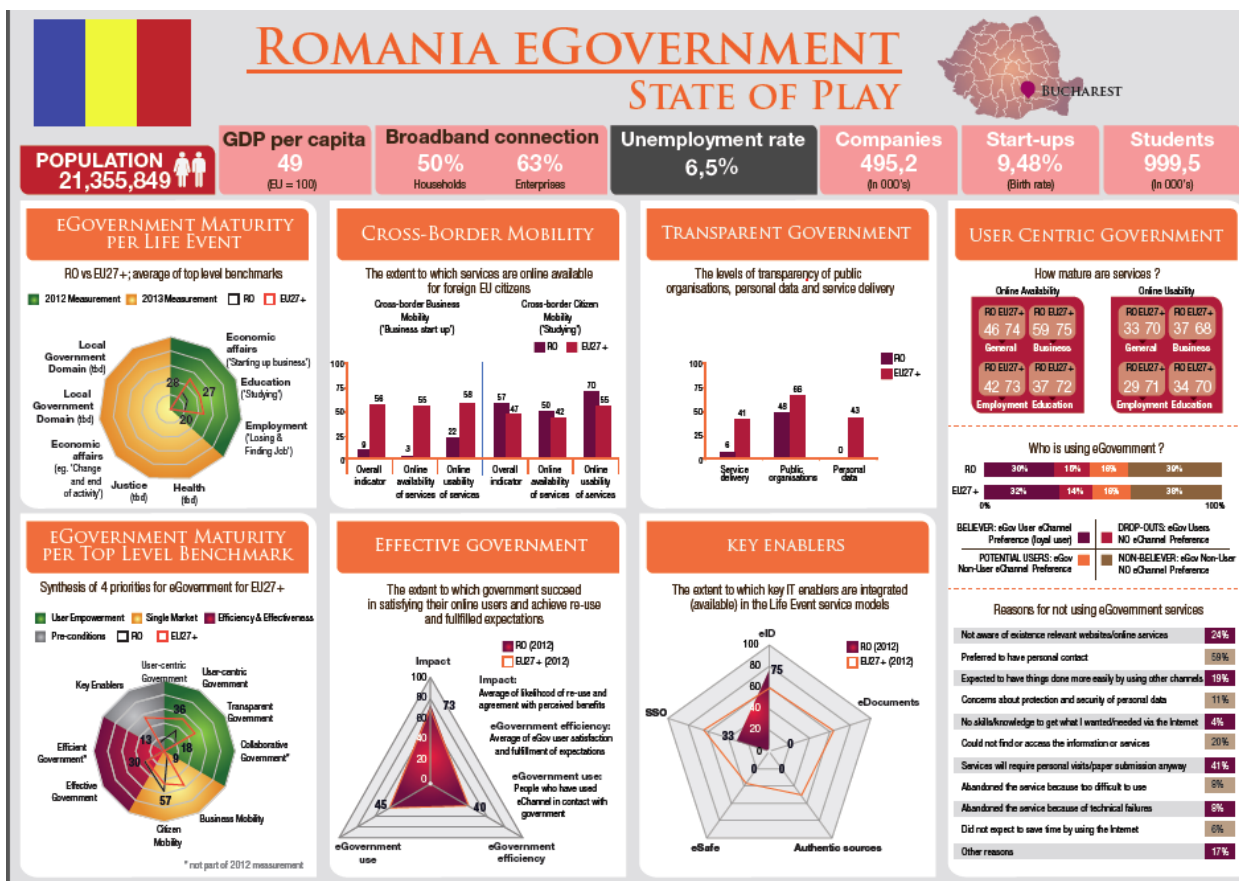 ROMANIA EGOVERNMENT
STATE OF PLAY
BUCHAREST
POPULATION
21,355,849
GDP per capita
49
(EU = 100)
Broadband connection
50% 63%
Households Enterprises
Unemployment rate
6,5%
Companies
495,2
(In 000's)
Start-ups
9,48%
(Birth rate)
Students
999,5
(In 000's)
EGOVERNMENT MATURITY
PER LIFE EVENT
RO vs EU27+; average of top level benchmarks
2012 Measurement 2013 Measurement RO EU27+
Local
Government
Domain (tbd)
Economic
affairs
('Starting up business')
Local
Government
Domain (tbd)
Education
('Studying')
Employment
('Losing &
Finding Job')
Economic
affairs
(eg. 'Change
and end
of activity')
Justice
(tbd)
Health
(tbd)
28
27
20
CROSS-BORDER MOBILITY
The extent to which services are online available
for foreign EU citizens
Cross-border Business
Mobility
('Business start up')
Cross-border Citizen
Mobility
('Studying')
RO EU27+
100
75
50
25
0
9 56 3 55 22 58 57 47 50 42 70 55
Overall
indicator
Online
availability
of services
Online
usability
of services
Overall
indicator
Online
availability
of services
Online
usability
of services
TRANSPARENT GOVERNMENT
The levels of transparency of public
organisations, personal data and service delivery
RO
EU27+
100
75
50
25
0
6 41 48 66 0 43
Service
delivery
Public
organisations
Personal
data
USER CENTRIC GOVERNMENT
How mature are services ?
Online Availability
RO EU27+ RO EU27+
46 74 59 75
General Business
RO EU27+ RO EU27+
42 73 37 72
Employment Education
Online Usability
RO EU27+ RO EU27+
33 70 37 68
General Business
RO EU27+ RO EU27+
29 71 34 70
Employment Education
Who is using eGovernment ?
RO 30% 39%
EU27+ 32% 14% 16% 38%
0% 100%
BELIEVER: eGov User eChannel
Preference (loyal user)
DROP-OUTS: eGov Users
NO eChannel Preference
POTENTIAL USERS: eGov
Non-User eChannel Preference
NON-BELIEVER: eGov Non-User
NO eChannel Preference
Reasons for not using eGovernment services
Not aware of existence relevant websites/online services 24%
Preferred to have personal contact 59%
Expected to have things done more easily by using other channels 19%
Concerns about protection and security of personal data 11%
No skills/knowledge to get what I wanted/needed via the Internet 4%
Could not find or access the information or services 20%
Services will require personal visits/paper submission anyway 41%
Abandoned the service because too difficult to use
Abandoned the service because of technical failures
Did not expect to save time by using the Internet 6%
Other reasons 17%
EGOVERNMENT MATURITY
PER TOP LEVEL BENCHMARK
Synthesis of 4 priorities for eGovernment for EU27+
User Empowerment Single Market Efficiency & Effectiveness
Pre-conditions RO EU27+
User-centric
Government
User-centric
Government
Key Enablers
Transparent
Government
Efficient
Government*
Collaborative
Government*
Effective
Government
Business Mobility
Citizen
Mobility
36
13
18
9
57
* not part of 2012 measurement
EFFECTIVE GOVERNMENT
The extent to which government succeed
in satisfying their online users and achieve re-use
and fullfilled expectations
RO (2012)
EU27+ (2012)
Impact
100
80
60
40
20
0
73
45
40
Impact:
Average of likelihood of re-use and
agreement with perceived benefits
eGovernment efficiency:
Average of eGov user satisfaction
and fulfillment of expectations
eGovernment use:
People who have used
eChannel in contact with
government
eGovernment
use
eGovernment
efficiency
KEY ENABLERS
The extent to which key IT enablers are integrated
(available) in the Life Event service models
RO (2012)
EU27+ (2012)
eID
100
80
75
60
40
20
0
SSO
33
eDocuments
0
0 0
eSafe
Authentic sources